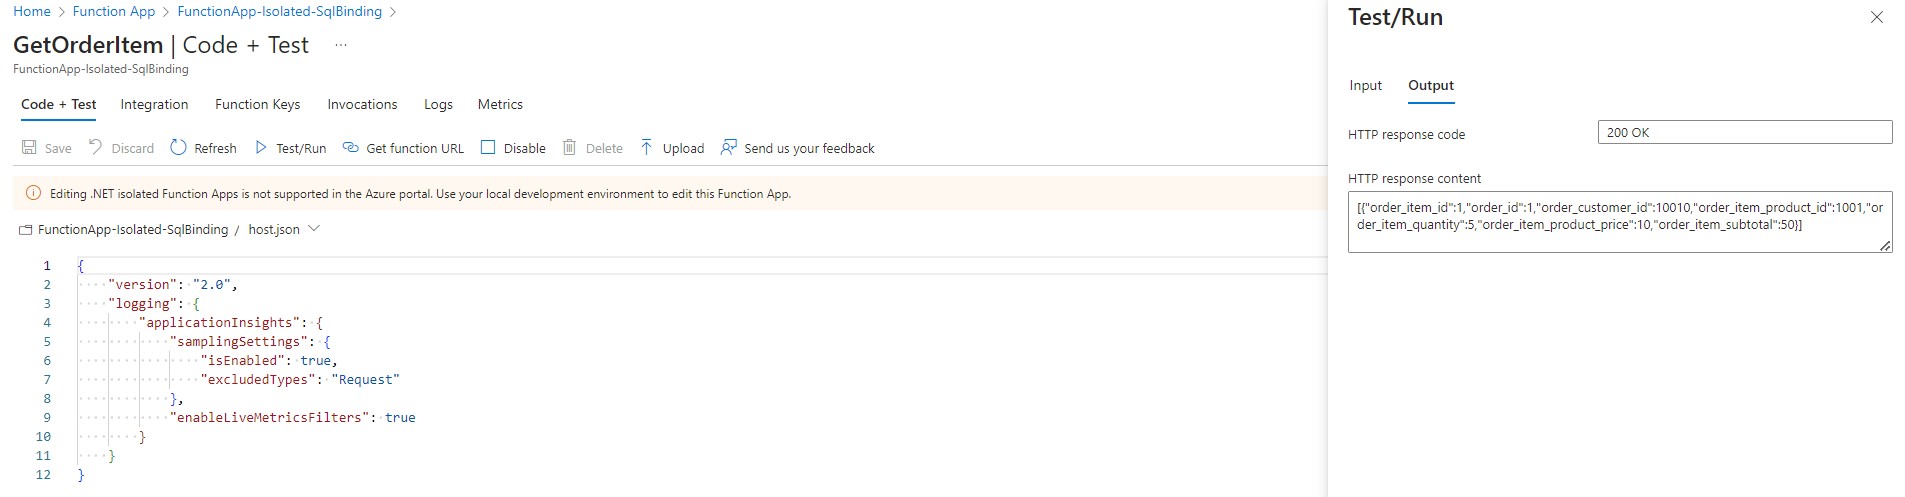 Home > Function App > FunctionApp-Isolated-SqlBinding >
GetOrderItem | Code + Test ...
FunctionApp-Isolated-SqlBinding
Code + Test Integration Function Keys Invocations Logs Metrics
Save Discard Refresh Test/Run Get function URL Disable Delete Upload Send us your feedback
Editing .NET isolated Function Apps is not supported in the Azure portal. Use your local development environment to edit this Function App.
FunctionApp-Isolated-SqlBinding / host.json
1 {
2     "version": "2.0",
3     "logging": {
4         "applicationInsights": {
5             "samplingSettings": {
6                 "isEnabled": true,
7                 "excludedTypes": "Request"
8             },
9             "enableLiveMetricsFilters": true
10         }
11     }
12 }
Test/Run
Input Output
HTTP response code 200 OK
HTTP response content
[{"order_item_id":1,"order_id":1,"order_customer_id":10010,"order_item_product_id":1001,"or
der_item_quantity":5,"order_item_product_price":10,"order_item_subtotal":50}]